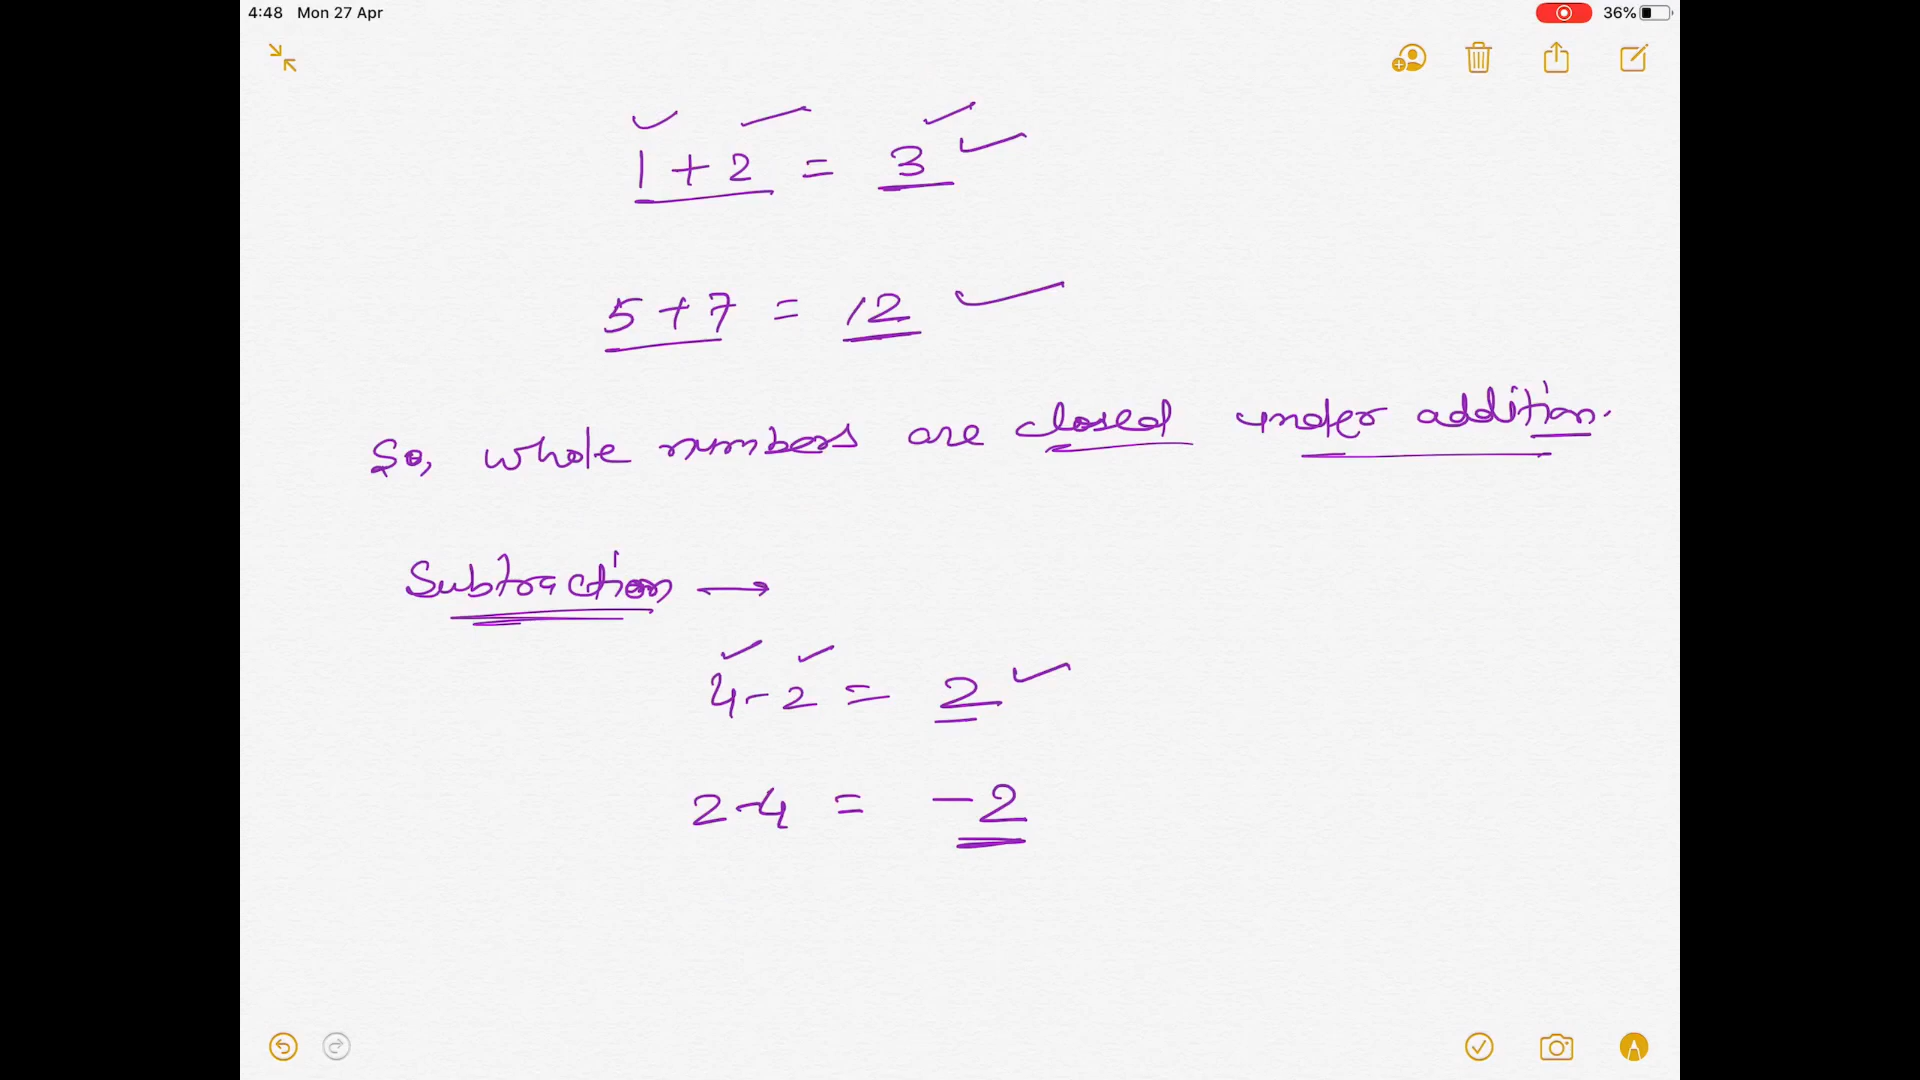 4:48 Mon 27 Apr 36%
1 + 2 = 3
5 + 7 = 12
So, whole numbers are closed under addition.
Subtraction →
4 - 2 = 2
2 - 4 = - 2